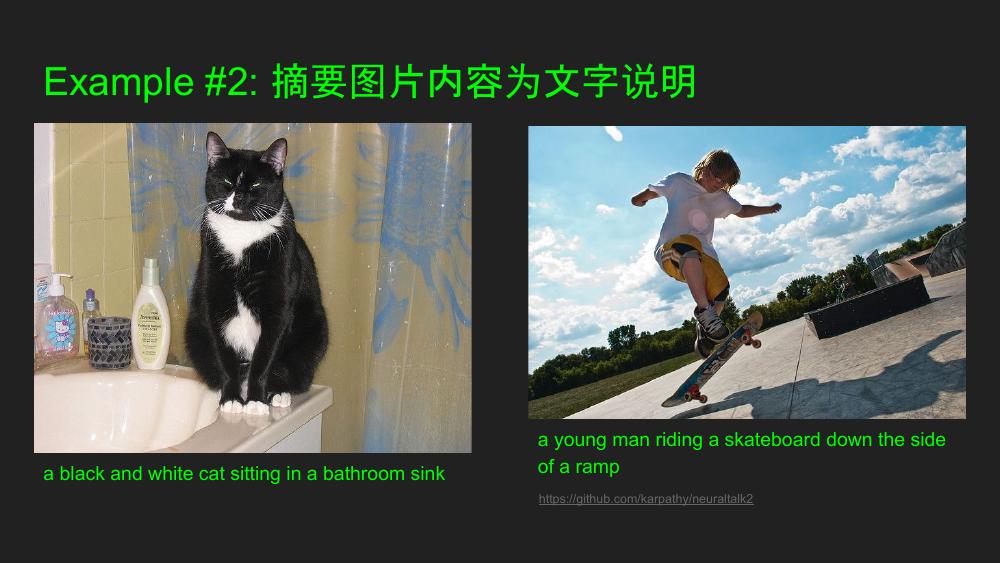 Example #2: 摘要图片内容为文字说明
a black and white cat sitting in a bathroom sink
a young man riding a skateboard down the side
of a ramp
https://github.com/karpathy/neuraltalk2